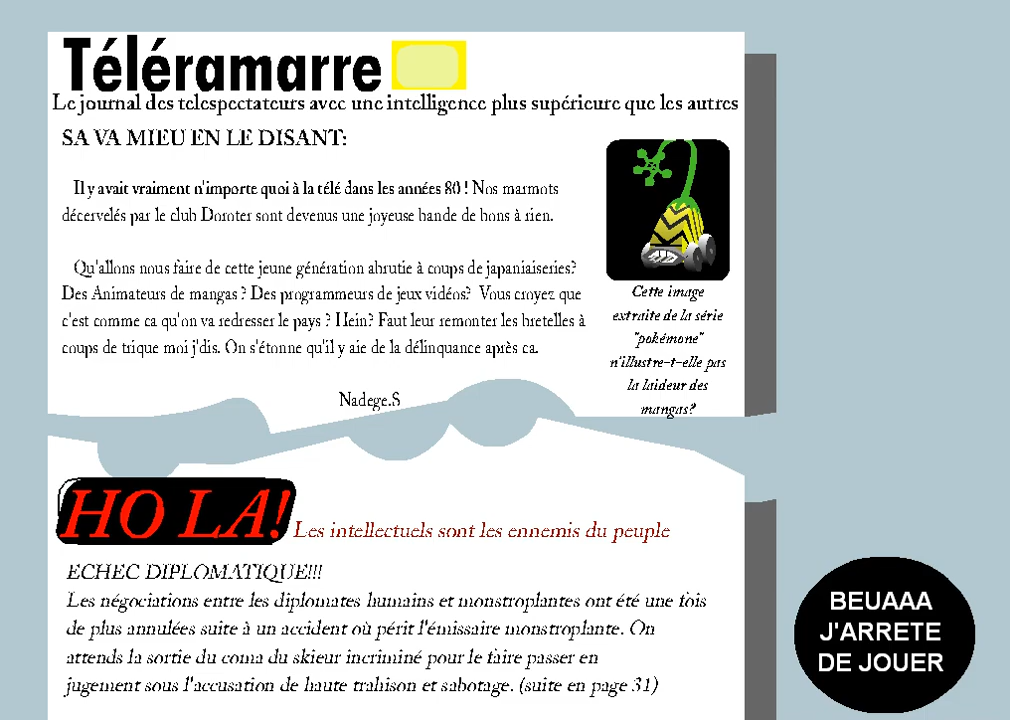 Téléramarre
Le journal des telespectateurs avec une intelligence plus supérieure que les autres
SA VA MIEU EN LE DISANT:
Il y avait vraiment n'importe quoi à la télé dans les années 80 ! Nos marmots
décervelés par le club Doroter sont devenus une joyeuse bande de bons à rien.
Qu'allons nous faire de cette jeune génération abrutie à coups de japaniaiseries?
Des Animateurs de mangas ? Des programmeurs de jeux vidéos? Vous croyez que
c'est comme ca qu'on va redresser le pays ? Hein? Faut leur remonter les bretelles à
coups de trique moi j'dis. On s'étonne qu'il y aie de la délinquance après ca.
Nadege.S
Cette image
extraite de la série
"pokémone"
n'illustre-t-elle pas
la laideur des
mangas?
HO LA!
Les intellectuels sont les ennemis du peuple
ECHEC DIPLOMATIQUE!!!
Les négociations entre les diplomates humains et monstroplantes ont été une fois
de plus annulées suite à un accident où périt l'émissaire monstroplante. On
attends la sortie du coma du skieur incriminé pour le faire passer en
jugement sous l'accusation de haute trahison et sabotage. (suite en page 31)
BEUAAA
J'ARRETE
DE JOUER